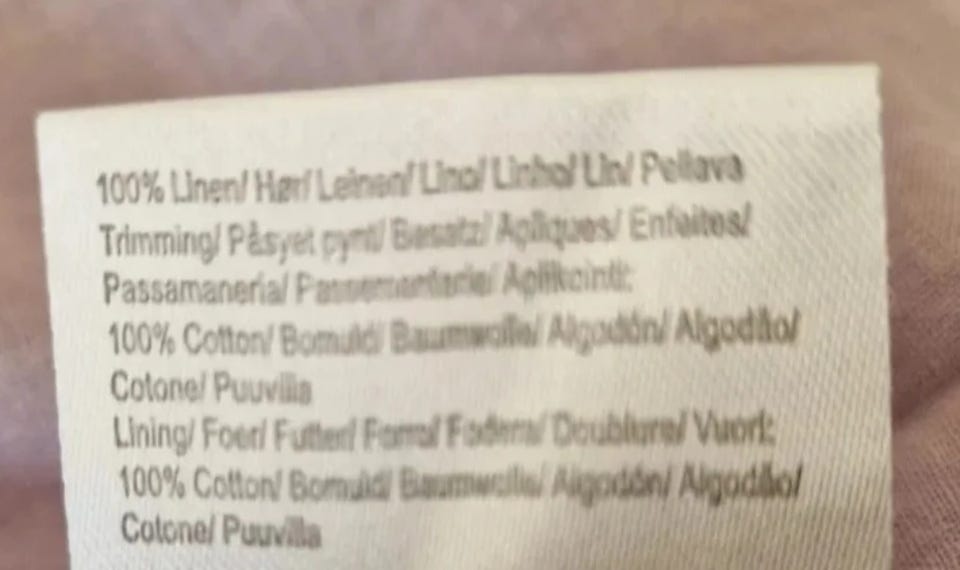 100% Linen/ Hør/ Leinen/ Lino/ Linho/ Lin/ Pellava
Trimming/ Påsyet pynt/ Besatz/ Apliques/ Enfeites/
Passamaneria/ Passementerie/ Aplikointi:
100% Cotton/ Bomuld/ Baumwolle/ Algodón/ Algodão/
Cotone/ Puuvilla
Lining/ Foer/ Futter/ Forro/ Fodera/ Doublure/ Vuori:
100% Cotton/ Bomuld/ Baumwolle/ Algodón/ Algodão/
Cotone/ Puuvilla